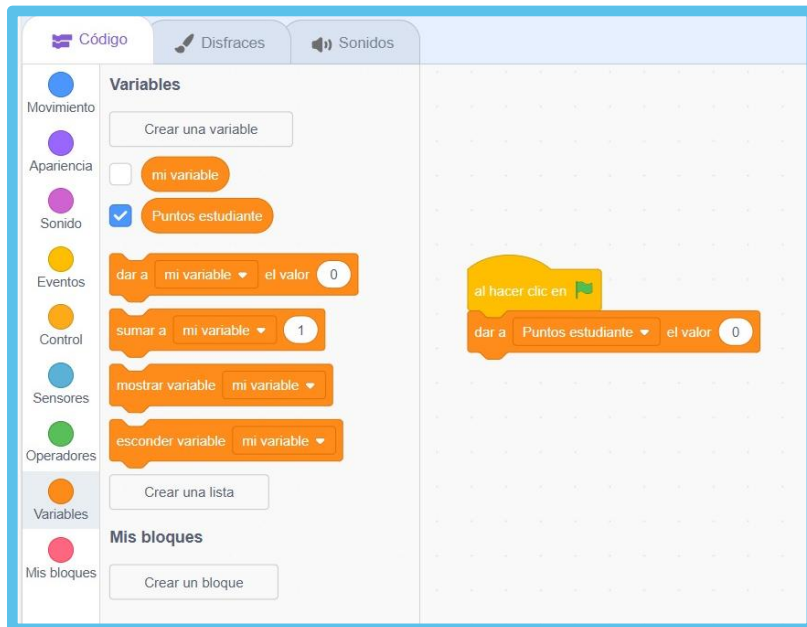 Código
Disfraces
Sonidos
Movimiento
Apariencia
Sonido
Eventos
Control
Sensores
Operadores
Variables
Mis bloques
Variables
Crear una variable
mi variable
Puntos estudiante
dar a mi variable el valor 0
sumar a mi variable 1
mostrar variable mi variable
esconder variable mi variable
Crear una lista
Mis bloques
Crear un bloque
al hacer clic en
dar a Puntos estudiante el valor 0